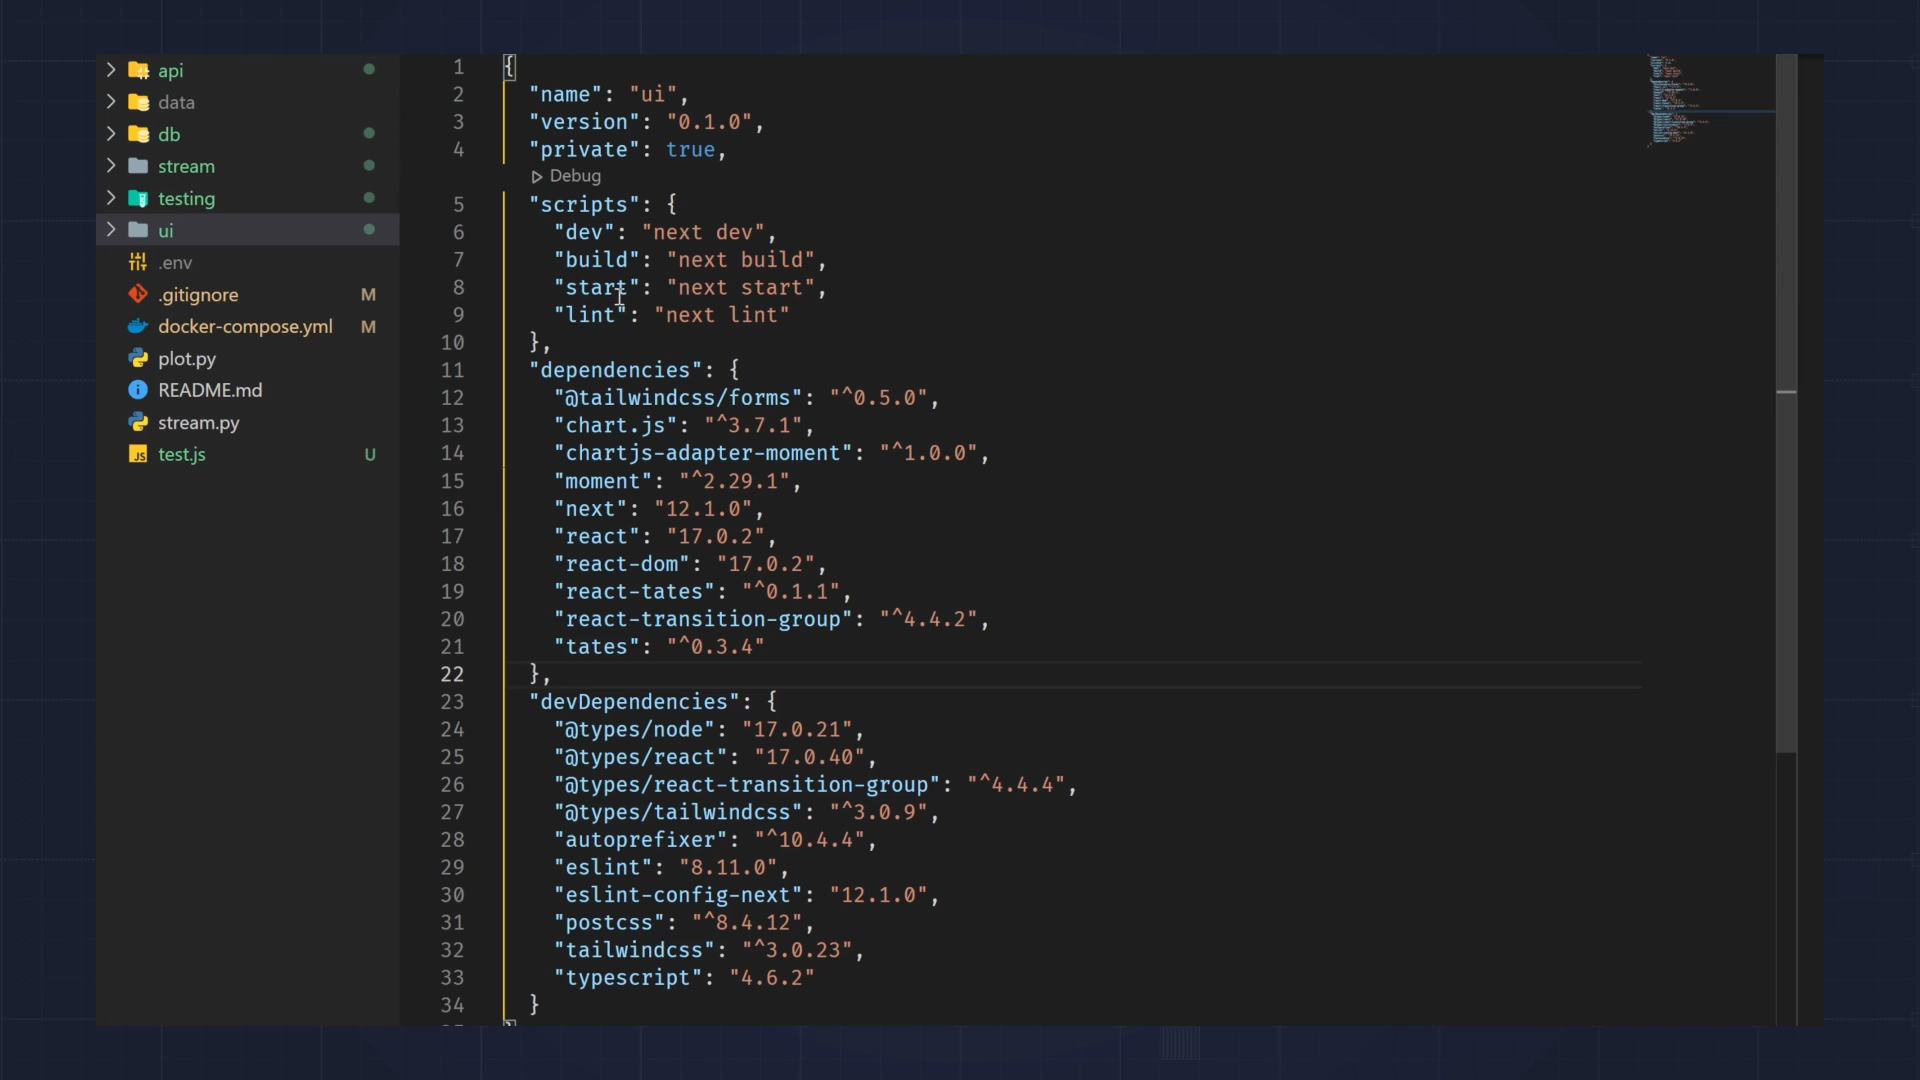 api
data
db
stream
testing
ui
.env
.gitignore M
docker-compose.yml M
plot.py
README.md
stream.py
test.js U
1 {
2 "name": "ui",
3 "version": "0.1.0",
4 "private": true,
Debug
5 "scripts": {
6 "dev": "next dev",
7 "build": "next build",
8 "start": "next start",
9 "lint": "next lint"
10 },
11 "dependencies": {
12 "@tailwindcss/forms": "^0.5.0",
13 "chart.js": "^3.7.1",
14 "chartjs-adapter-moment": "^1.0.0",
15 "moment": "^2.29.1",
16 "next": "12.1.0",
17 "react": "17.0.2",
18 "react-dom": "17.0.2",
19 "react-tates": "^0.1.1",
20 "react-transition-group": "^4.4.2",
21 "tates": "^0.3.4"
22 },
23 "devDependencies": {
24 "@types/node": "17.0.21",
25 "@types/react": "17.0.40",
26 "@types/react-transition-group": "^4.4.4",
27 "@types/tailwindcss": "^3.0.9",
28 "autoprefixer": "^10.4.4",
29 "eslint": "8.11.0",
30 "eslint-config-next": "12.1.0",
31 "postcss": "^8.4.12",
32 "tailwindcss": "^3.0.23",
33 "typescript": "4.6.2"
34 }